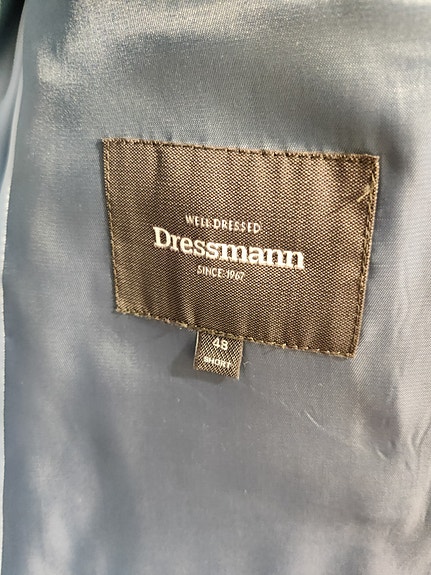 WELL DRESSED
Dressmann
SINCE 1967
48
SHORT